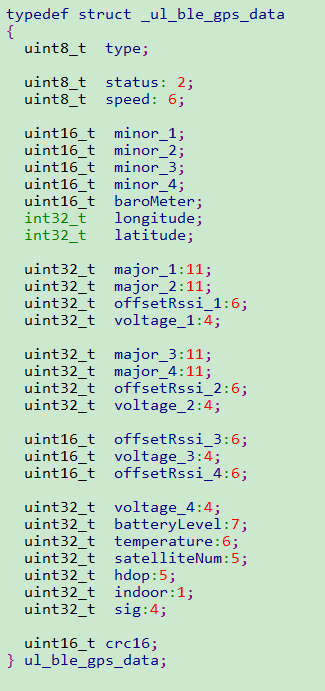 typedef struct _ul_ble_gps_data
{
uint8_t type;
uint8_t status: 2;
uint8_t speed: 6;
uint16_t minor_1;
uint16_t minor_2;
uint16_t minor_3;
uint16_t minor_4;
uint16_t baroMeter;
int32_t longitude;
int32_t latitude;
uint32_t major_1:11;
uint32_t major_2:11;
uint32_t offsetRssi_1:6;
uint32_t voltage_1:4;
uint32_t major_3:11;
uint32_t major_4:11;
uint32_t offsetRssi_2:6;
uint32_t voltage_2:4;
uint16_t offsetRssi_3:6;
uint16_t voltage_3:4;
uint16_t offsetRssi_4:6;
uint32_t voltage_4:4;
uint32_t batteryLevel:7;
uint32_t temperature:6;
uint32_t satelliteNum:5;
uint32_t hdop:5;
uint32_t indoor:1;
uint32_t sig:4;
uint16_t crc16;
} ul_ble_gps_data;